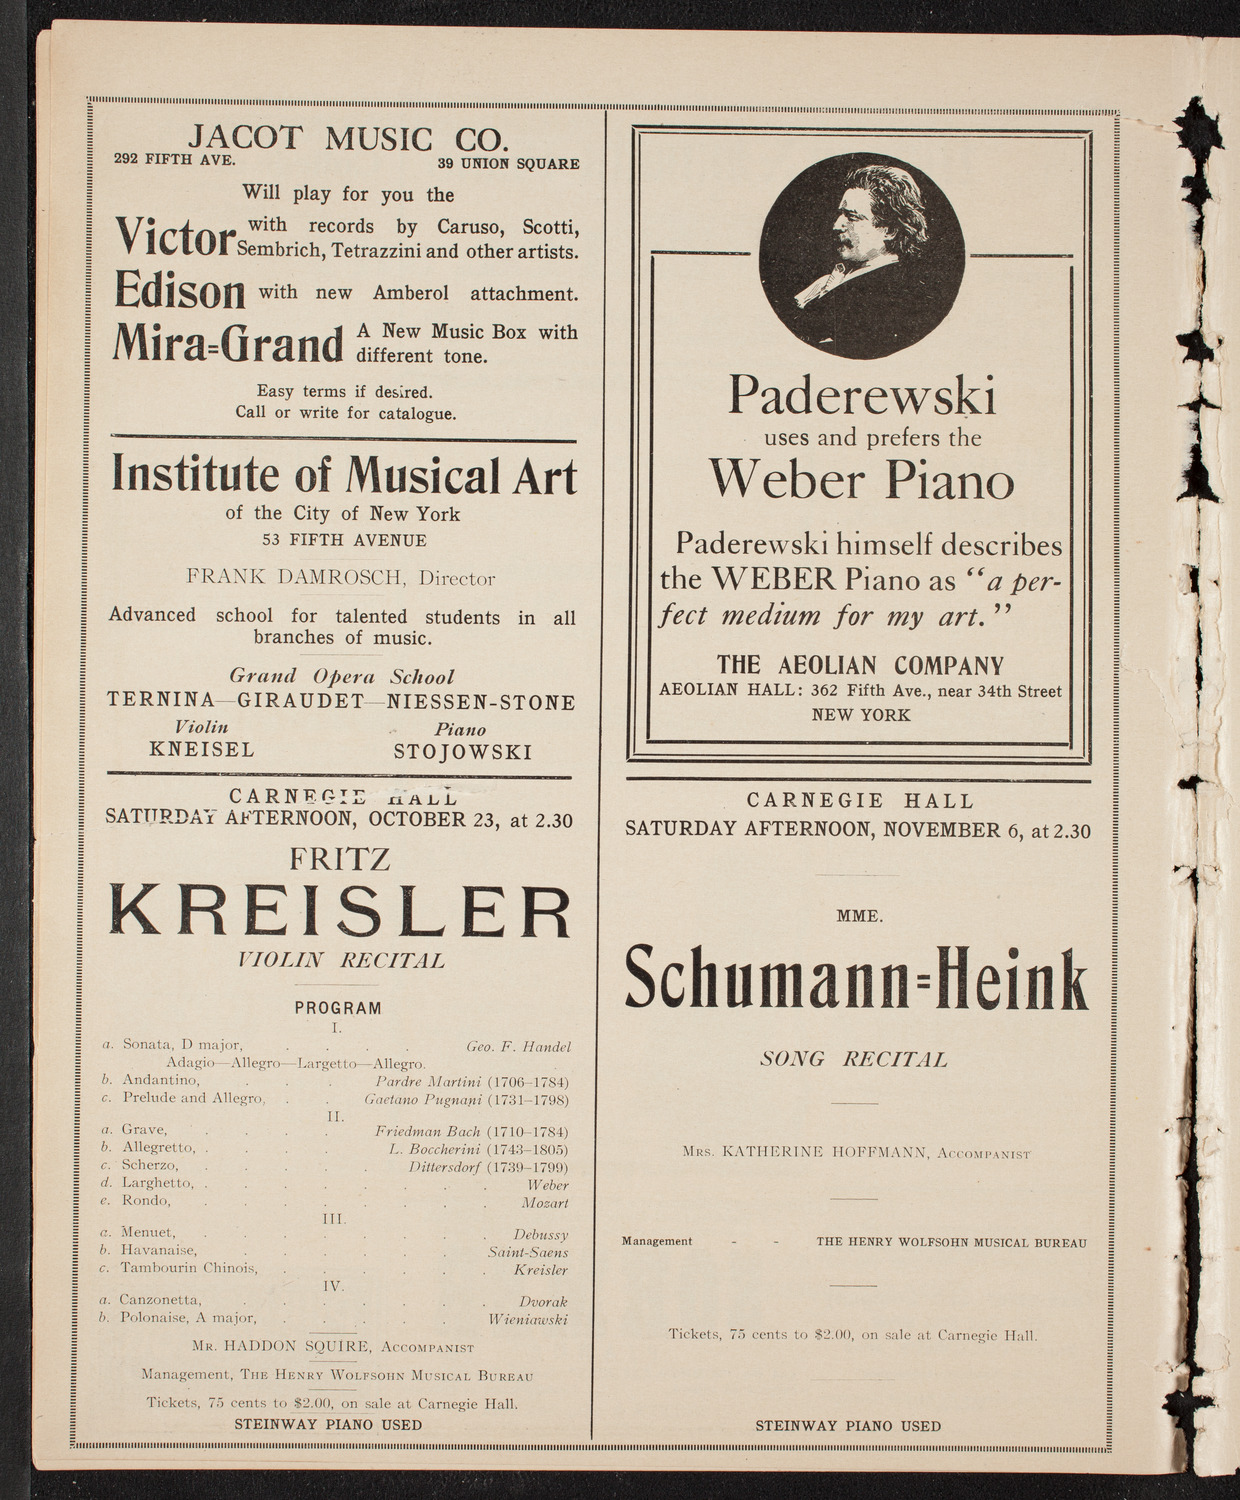 JACOT MUSIC CO.
292 FIFTH AVE. 39 UNION SQUARE
Will play for you the
Victor with records by Caruso, Scotti,
Sembrich, Tetrazzini and other artists.
Edison with new Amberol attachment.
Mira=Grand A New Music Box with
different tone.
Easy terms if desired.
Call or write for catalogue.
Institute of Musical Art
of the City of New York
53 FIFTH AVENUE
FRANK DAMROSCH, Director
Advanced school for talented students in all
branches of music.
Grand Opera School
TERNINA—GIRAUDET—NIESSEN-STONE
Violin Piano
KNEISEL STOJOWSKI
CARNEGIE HALL
SATURDAY AFTERNOON, OCTOBER 23, at 2.30
FRITZ
KREISLER
VIOLIN RECITAL
PROGRAM
I.
a. Sonata, D major, . . . . Geo. F. Handel
Adagio—Allegro—Largetto—Allegro.
b. Andantino, . . . Pardre Martini (1706–1784)
c. Prelude and Allegro, . . Gaetano Pugnani (1731–1798)
II.
a. Grave, . . . . Friedman Bach (1710–1784)
b. Allegretto, . . . . L. Boccherini (1743–1805)
c. Scherzo, . . . . . Dittersdorf (1739–1799)
d. Larghetto, . . . . . . . . Weber
e. Rondo, . . . . . . . . Mozart
III.
a. Menuet, . . . . . . . . Debussy
b. Havanaise, . . . . . . Saint-Saens
c. Tambourin Chinois, . . . . . . Kreisler
IV.
a. Canzonetta, . . . . . . . Dvorak
b. Polonaise, A major, . . . . . Wieniawski
MR. HADDON SQUIRE, ACCOMPANIST
Management, THE HENRY WOLFSOHN MUSICAL BUREAU
Tickets, 75 cents to $2.00, on sale at Carnegie Hall.
STEINWAY PIANO USED
Paderewski
uses and prefers the
Weber Piano
Paderewski himself describes
the WEBER Piano as “a per-
fect medium for my art.”
THE AEOLIAN COMPANY
AEOLIAN HALL: 362 Fifth Ave., near 34th Street
NEW YORK
CARNEGIE HALL
SATURDAY AFTERNOON, NOVEMBER 6, at 2.30
MME.
Schumann=Heink
SONG RECITAL
MRS. KATHERINE HOFFMANN, ACCOMPANIST
Management - - THE HENRY WOLFSOHN MUSICAL BUREAU
Tickets, 75 cents to $2.00, on sale at Carnegie Hall.
STEINWAY PIANO USED